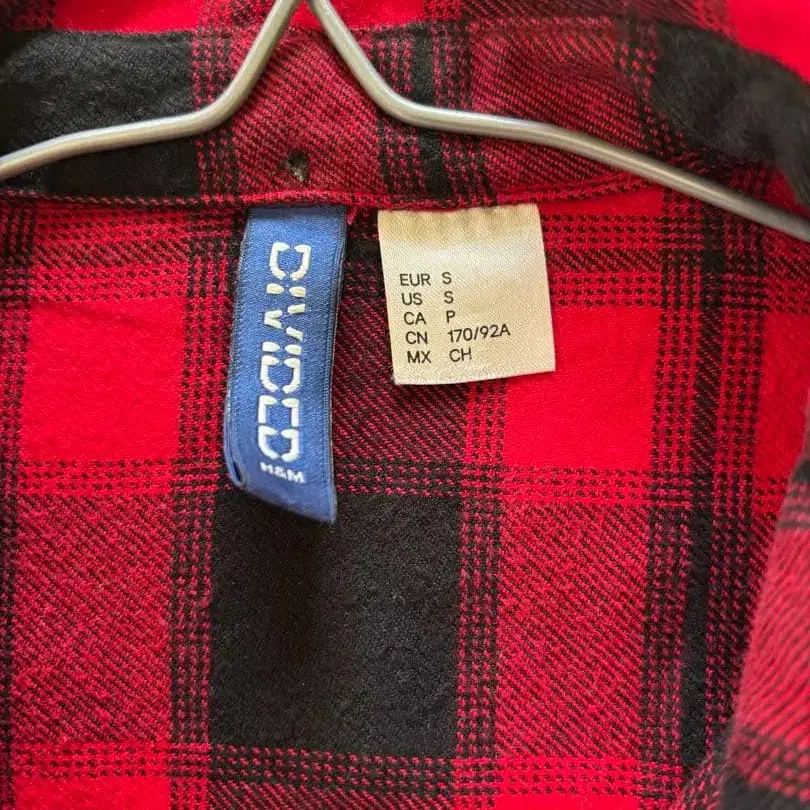 DIVIDED
H&M
EUR S
US S
CA P
CN 170/92A
MX CH